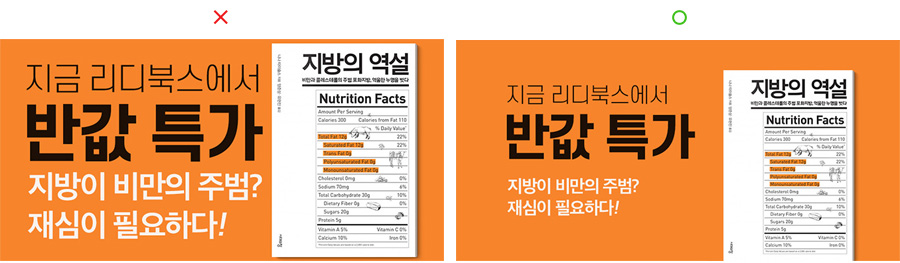 지금 리디북스에서
반값 특가
지방이 비만의 주범?
재심이 필요하다!
지방의 역설
비만과 콜레스테롤의 주범 포화지방, 억울한 누명을 벗다
Nutrition Facts
Amount Per Serving
Calories 300 Calories from Fat 110
% Daily Value*
Total Fat 12g 22%
Saturated Fat 12g 22%
Trans Fat 0g
Polyunsaturated Fat 0g
Monounsaturated Fat 0g
Cholesterol 0mg 0%
Sodium 70mg 6%
Total Carbohydrate 30g 10%
Dietary Fiber 0g 0%
Sugars 20g
Protein 5g
Vitamin A 5% Vitamin C 0%
Calcium 10% Iron 0%
지금 리디북스에서
반값 특가
지방이 비만의 주범?
재심이 필요하다!
지방의 역설
비만과 콜레스테롤의 주범 포화지방, 억울한 누명을 벗다
Nutrition Facts
Amount Per Serving
Calories 300 Calories from Fat 110
% Daily Value*
Total Fat 12g 22%
Saturated Fat 12g 22%
Trans Fat 0g
Polyunsaturated Fat 0g
Monounsaturated Fat 0g
Cholesterol 0mg 0%
Sodium 70mg 6%
Total Carbohydrate 30g 10%
Dietary Fiber 0g 0%
Sugars 20g
Protein 5g
Vitamin A 5% Vitamin C 0%
Calcium 10% Iron 0%